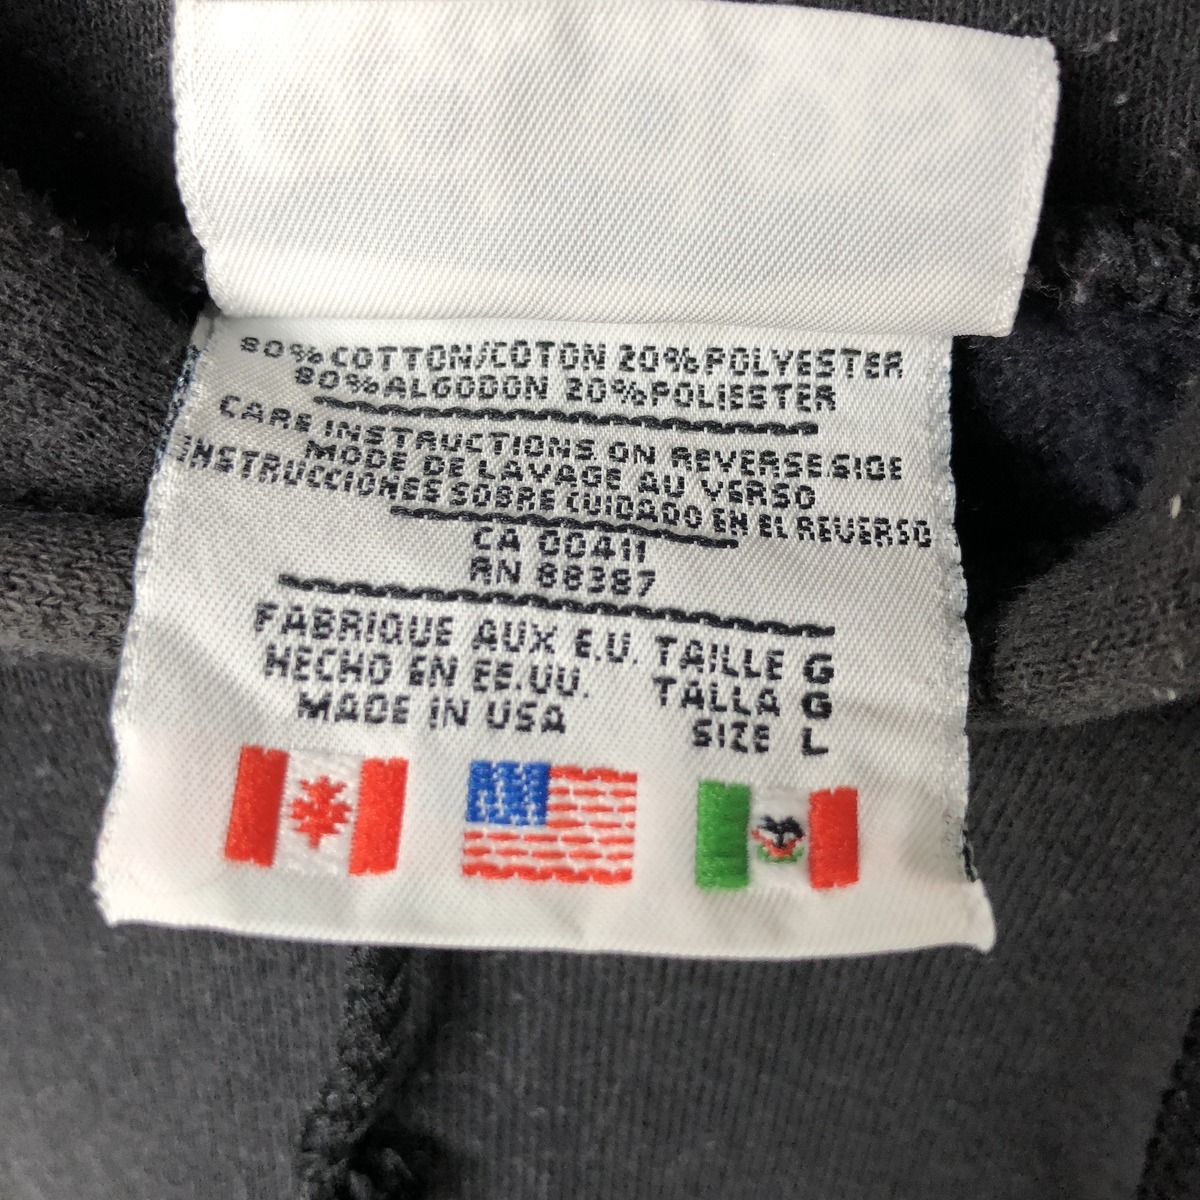 80% COTTON/COTON 20% POLYESTER
80% ALGODON 20% POLIESTER
CARE INSTRUCTIONS ON REVERSE SIDE
MODE DE LAVAGE AU VERSO
INSTRUCCIONES SOBRE CUIDADO EN EL REVERSO
CA 00411
RN 88387
FABRIQUE AUX E.U. TAILLE G
HECHO EN EE.UU. TALLA G
MADE IN USA SIZE L